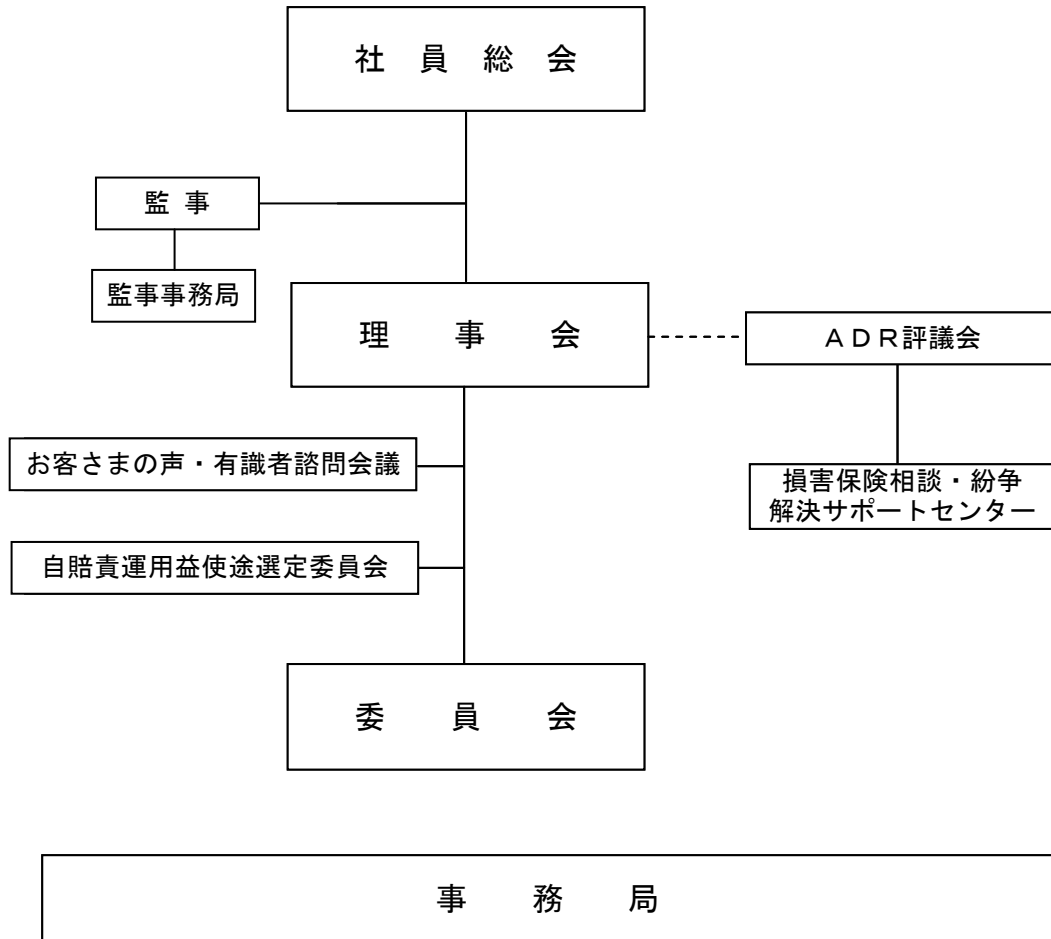 社員総会
監事
監事事務局
理事会
ADR評議会
お客さまの声・有識者諮問会議
損害保険相談・紛争
解決サポートセンター
自賠責運用益使途選定委員会
委員会
事務局